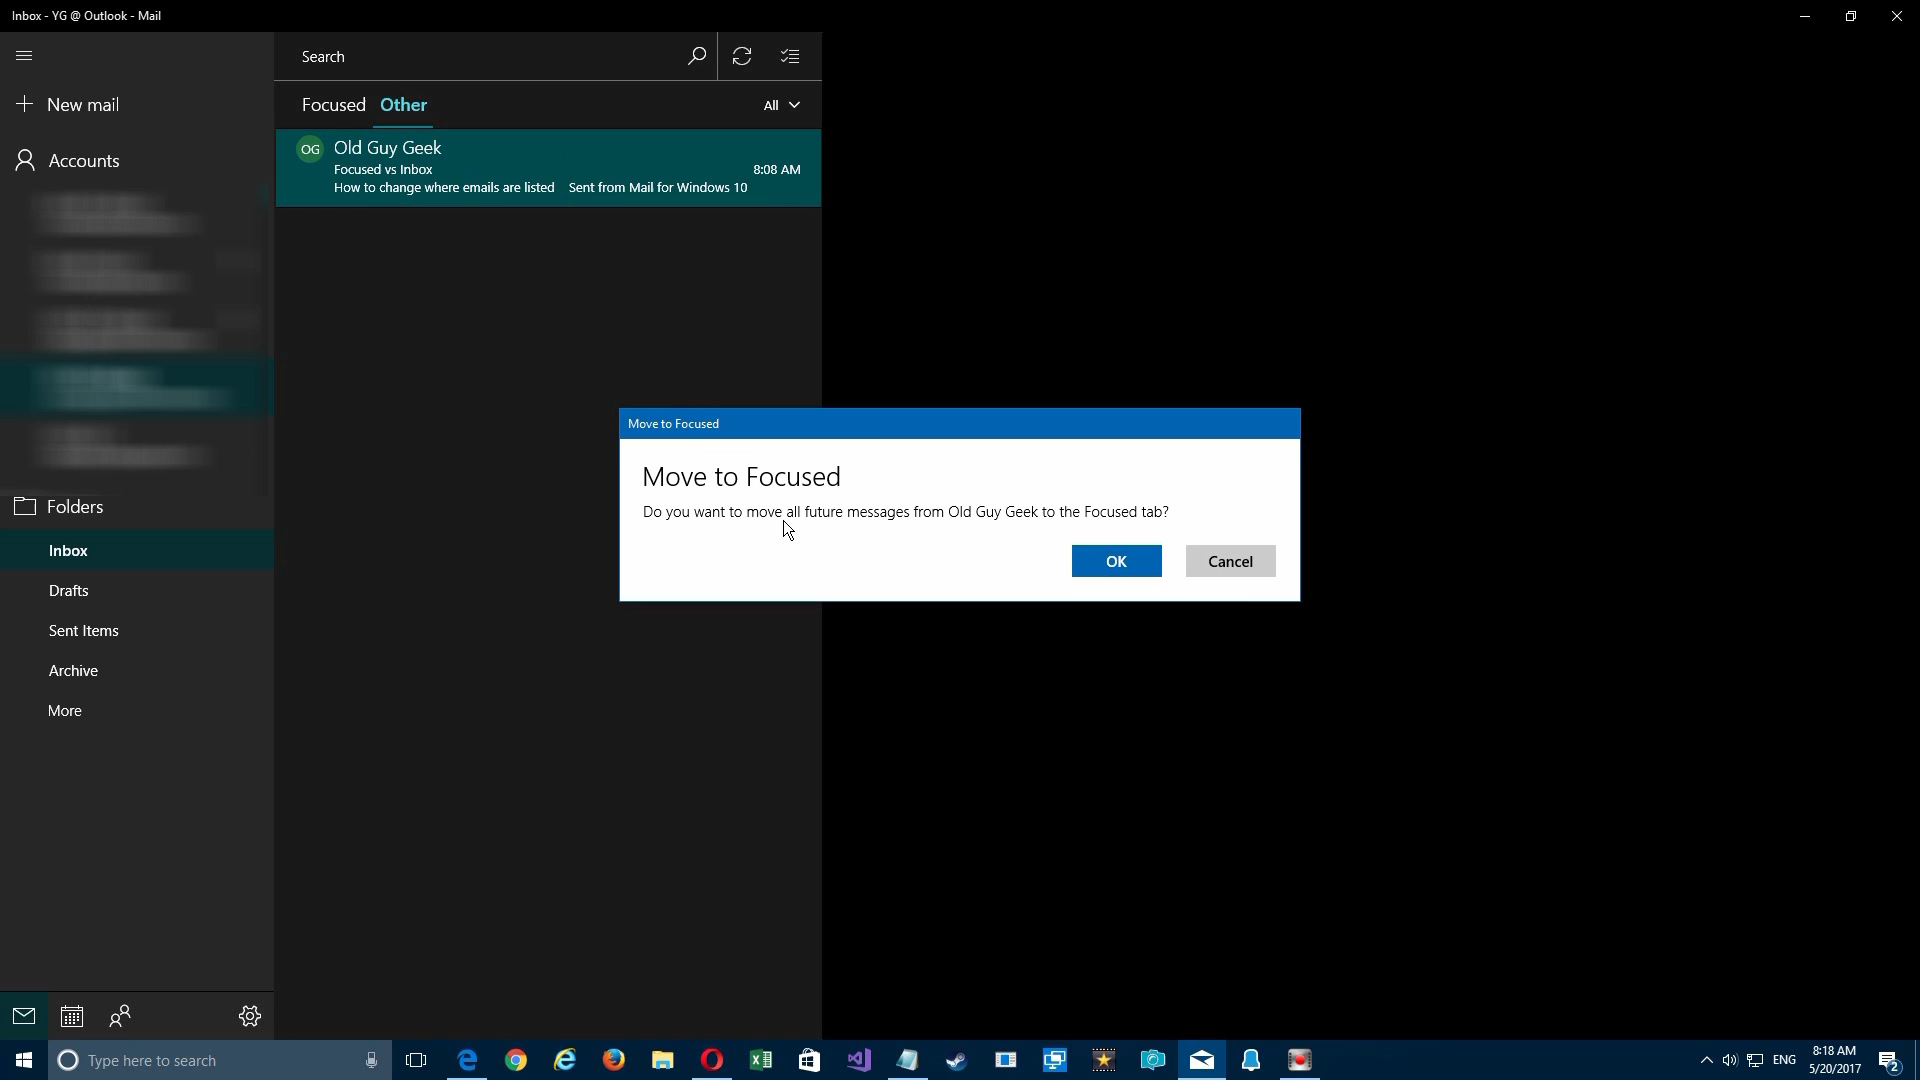 Inbox - YG @ Outlook - Mail
Search
New mail
Focused Other
All
Accounts
OG
Old Guy Geek
Focused vs Inbox
8:08 AM
How to change where emails are listed Sent from Mail for Windows 10
Move to Focused
Move to Focused
Do you want to move all future messages from Old Guy Geek to the Focused tab?
OK
Cancel
Folders
Inbox
Drafts
Sent Items
Archive
More
Type here to search
ENG
8:18 AM
5/20/2017
2